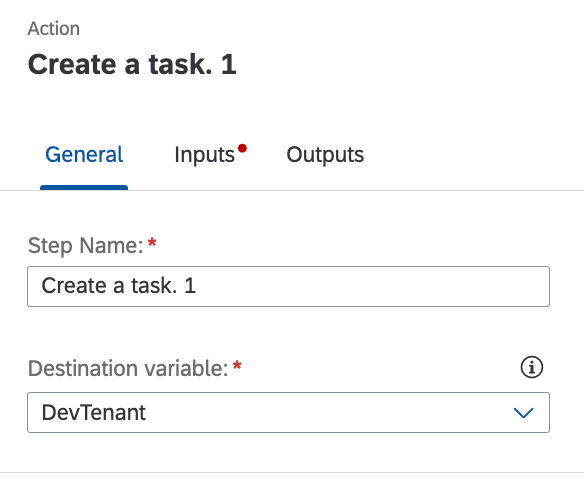 Action
Create a task. 1
General Inputs Outputs
Step Name: *
Create a task. 1
Destination variable: *
DevTenant